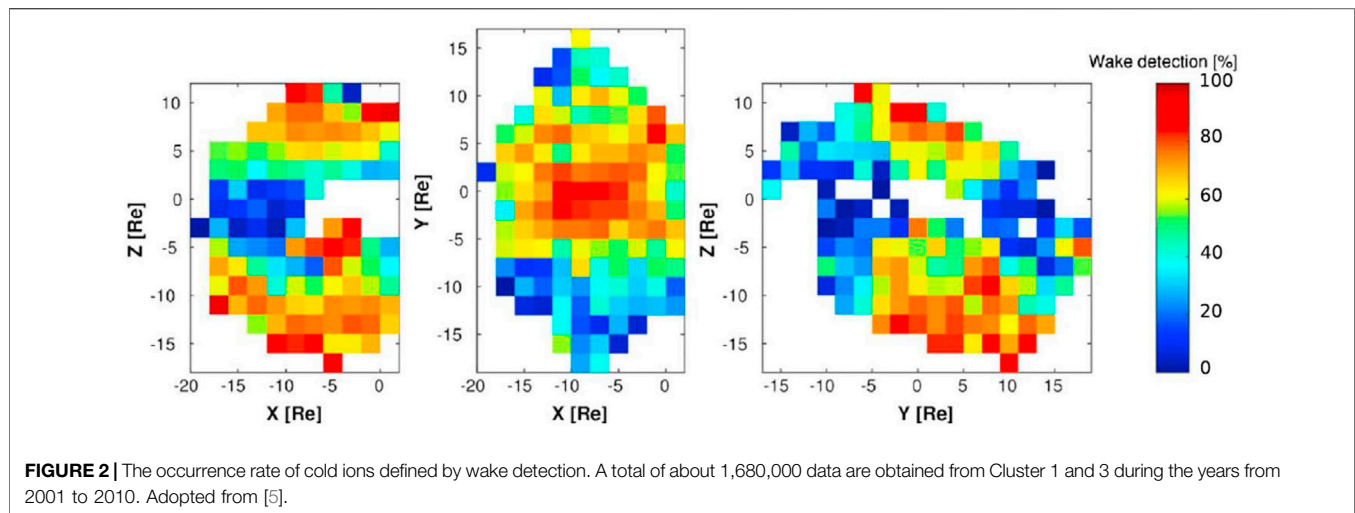 Wake detection [%]
10
5
0
-5
-10
-15
Z [Re]
-20 -15 -10 -5 0
X [Re]
15
10
5
0
-5
-10
-15
Y [Re]
-20 -15 -10 -5 0
X [Re]
10
5
0
-5
-10
-15
Z [Re]
-15 -10 -5 0 5 10 15
Y [Re]
100
80
60
40
20
0
FIGURE 2 | The occurrence rate of cold ions defined by wake detection. A total of about 1,680,000 data are obtained from Cluster 1 and 3 during the years from
2001 to 2010. Adopted from [5].